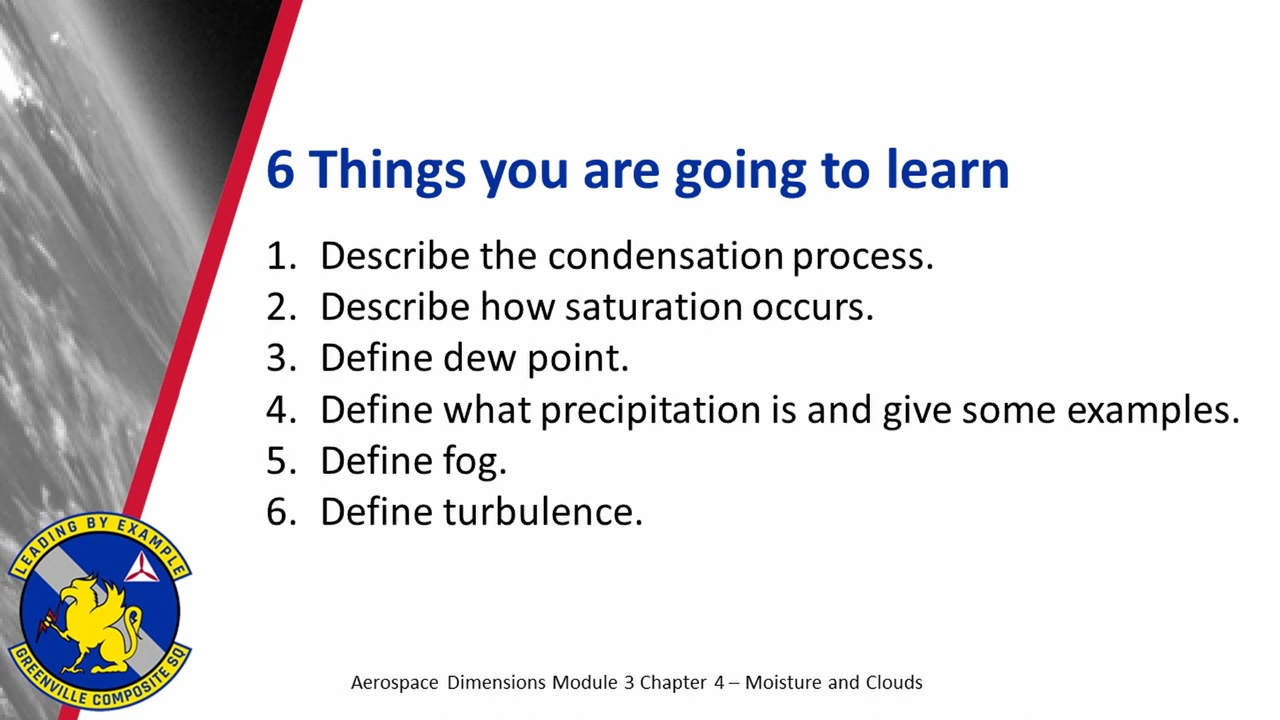 6 Things you are going to learn
1. Describe the condensation process.
2. Describe how saturation occurs.
3. Define dew point.
4. Define what precipitation is and give some examples.
5. Define fog.
6. Define turbulence.
LEADING BY EXAMPLE
GREENVILLE COMPOSITE SQ
Aerospace Dimensions Module 3 Chapter 4 – Moisture and Clouds